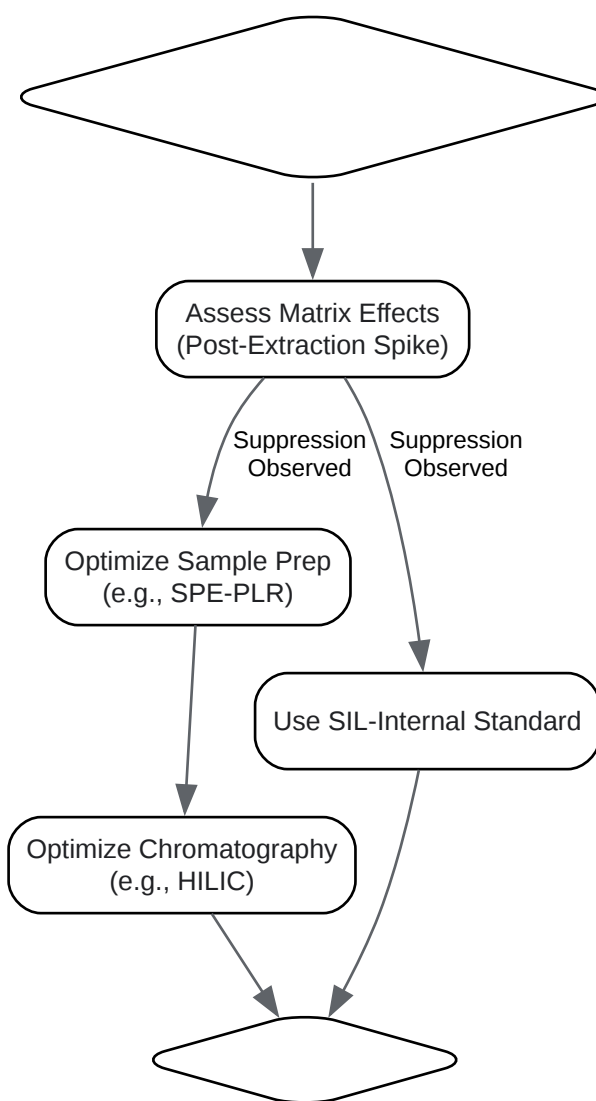 Assess Matrix Effects
(Post-Extraction Spike)
Suppression
Observed
Suppression
Observed
Optimize Sample Prep
(e.g., SPE-PLR)
Use SIL-Internal Standard
Optimize Chromatography
(e.g., HILIC)